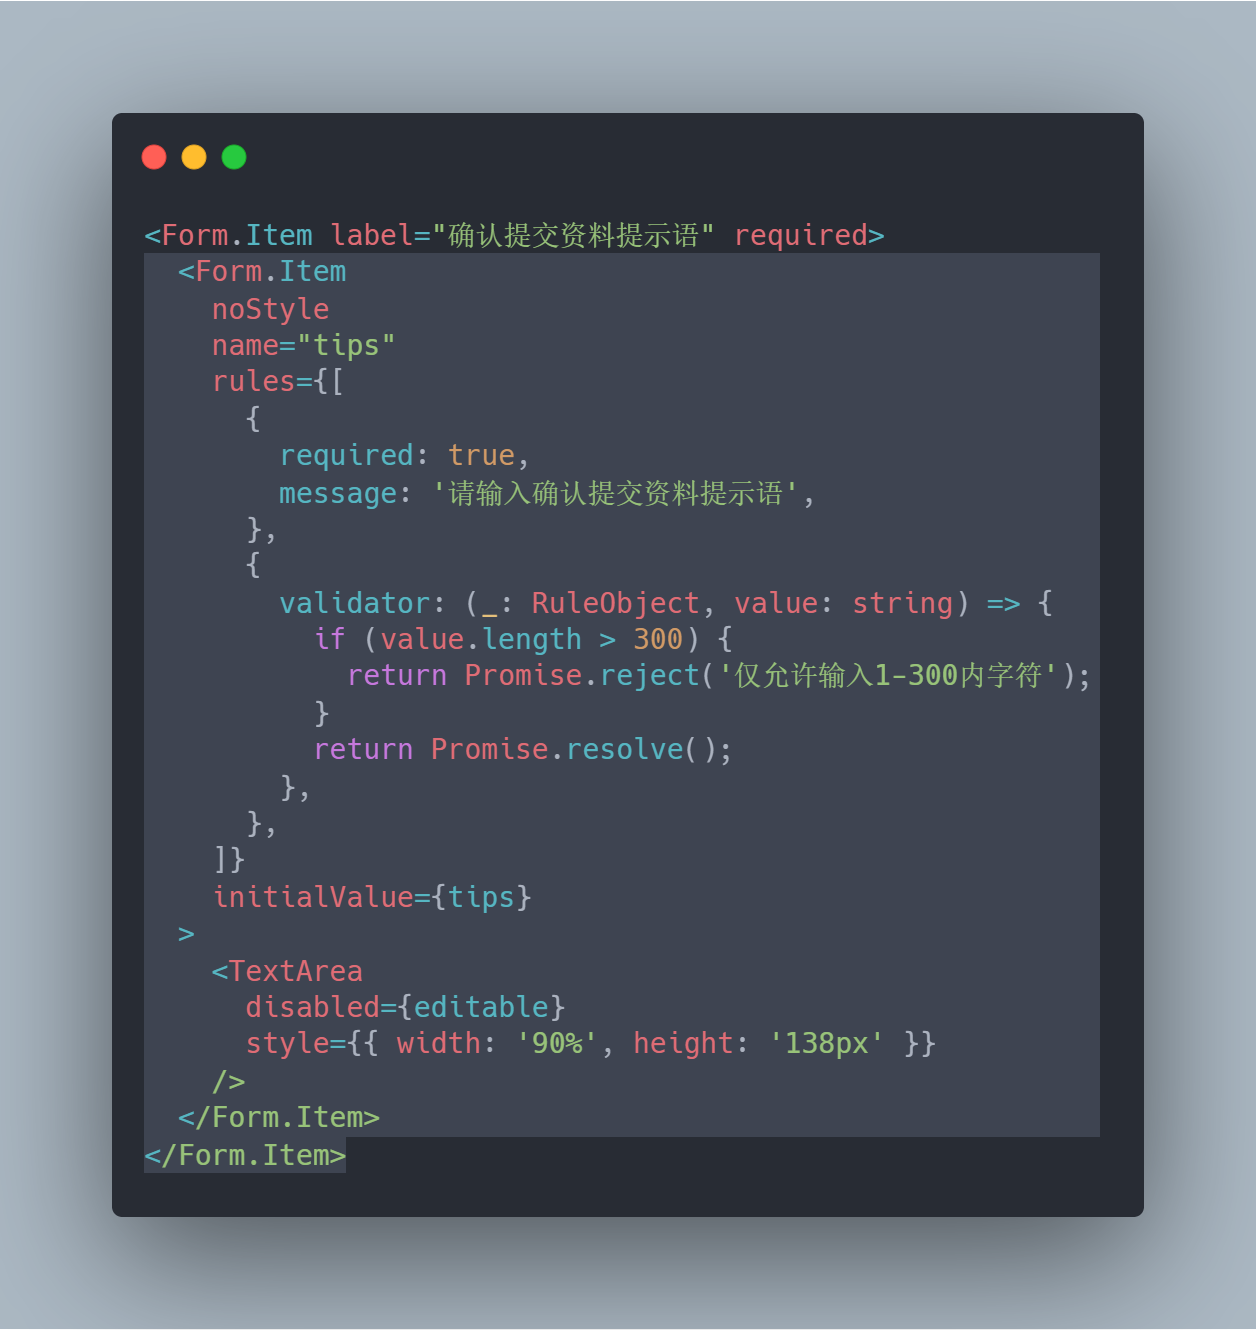 <Form.Item label="确认提交资料提示语" required>
  <Form.Item
    noStyle
    name="tips"
    rules={[
      {
        required: true,
        message: '请输入确认提交资料提示语',
      },
      {
        validator: (_: RuleObject, value: string) => {
          if (value.length > 300) {
            return Promise.reject('仅允许输入1-300内字符');
          }
          return Promise.resolve();
        },
      },
    ]}
    initialValue={tips}
  >
    <TextArea
      disabled={editable}
      style={{ width: '90%', height: '138px' }}
    />
  </Form.Item>
</Form.Item>